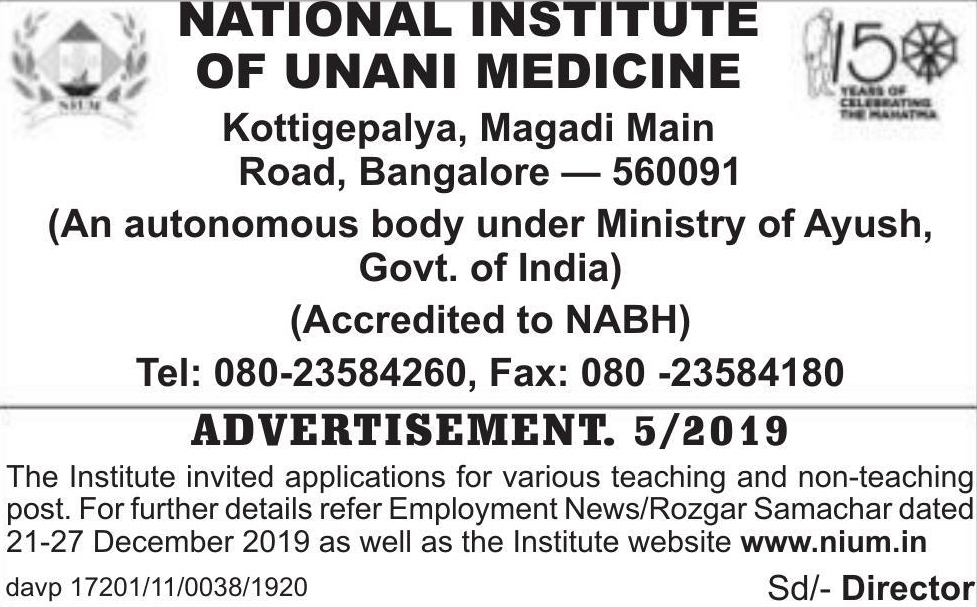 NATIONAL INSTITUTE
OF UNANI MEDICINE
NIUM
150
YEARS OF
CELEBRATING
THE MAHATMA
Kottigepalya, Magadi Main
Road, Bangalore — 560091
(An autonomous body under Ministry of Ayush,
Govt. of India)
(Accredited to NABH)
Tel: 080-23584260, Fax: 080 -23584180
ADVERTISEMENT. 5/2019
The Institute invited applications for various teaching and non-teaching
post. For further details refer Employment News/Rozgar Samachar dated
21-27 December 2019 as well as the Institute website www.nium.in
davp 17201/11/0038/1920
Sd/- Director